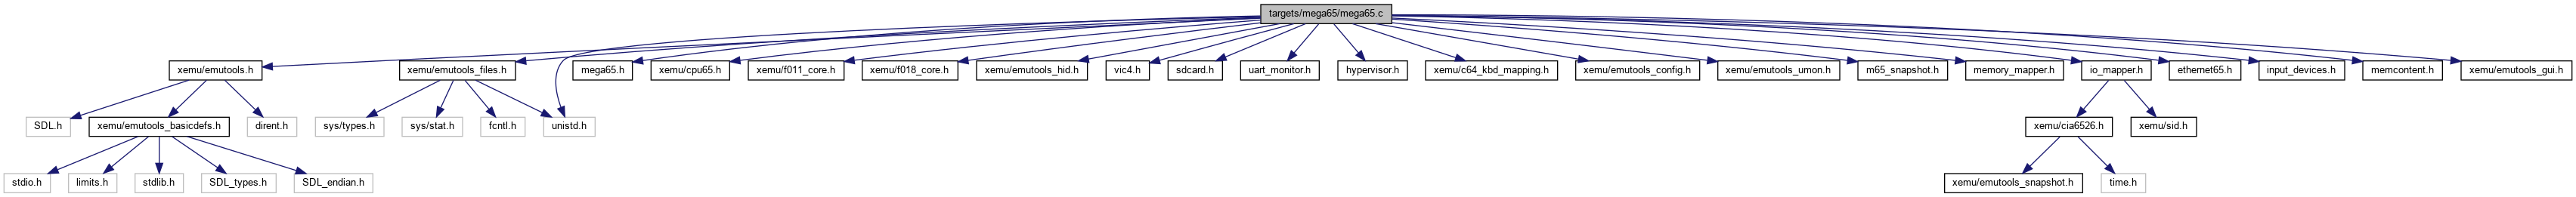 targets/mega65/mega65.c
xemu/emutools.h
xemu/emutools_files.h
mega65.h
xemu/cpu65.h
xemu/f011_core.h
xemu/f018_core.h
xemu/emutools_hid.h
vic4.h
sdcard.h
uart_monitor.h
hypervisor.h
xemu/c64_kbd_mapping.h
xemu/emutools_config.h
xemu/emutools_umon.h
m65_snapshot.h
memory_mapper.h
io_mapper.h
ethernet65.h
input_devices.h
memcontent.h
xemu/emutools_gui.h
SDL.h
xemu/emutools_basicdefs.h
dirent.h
sys/types.h
sys/stat.h
fcntl.h
unistd.h
xemu/cia6526.h
xemu/sid.h
stdio.h
limits.h
stdlib.h
SDL_types.h
SDL_endian.h
xemu/emutools_snapshot.h
time.h